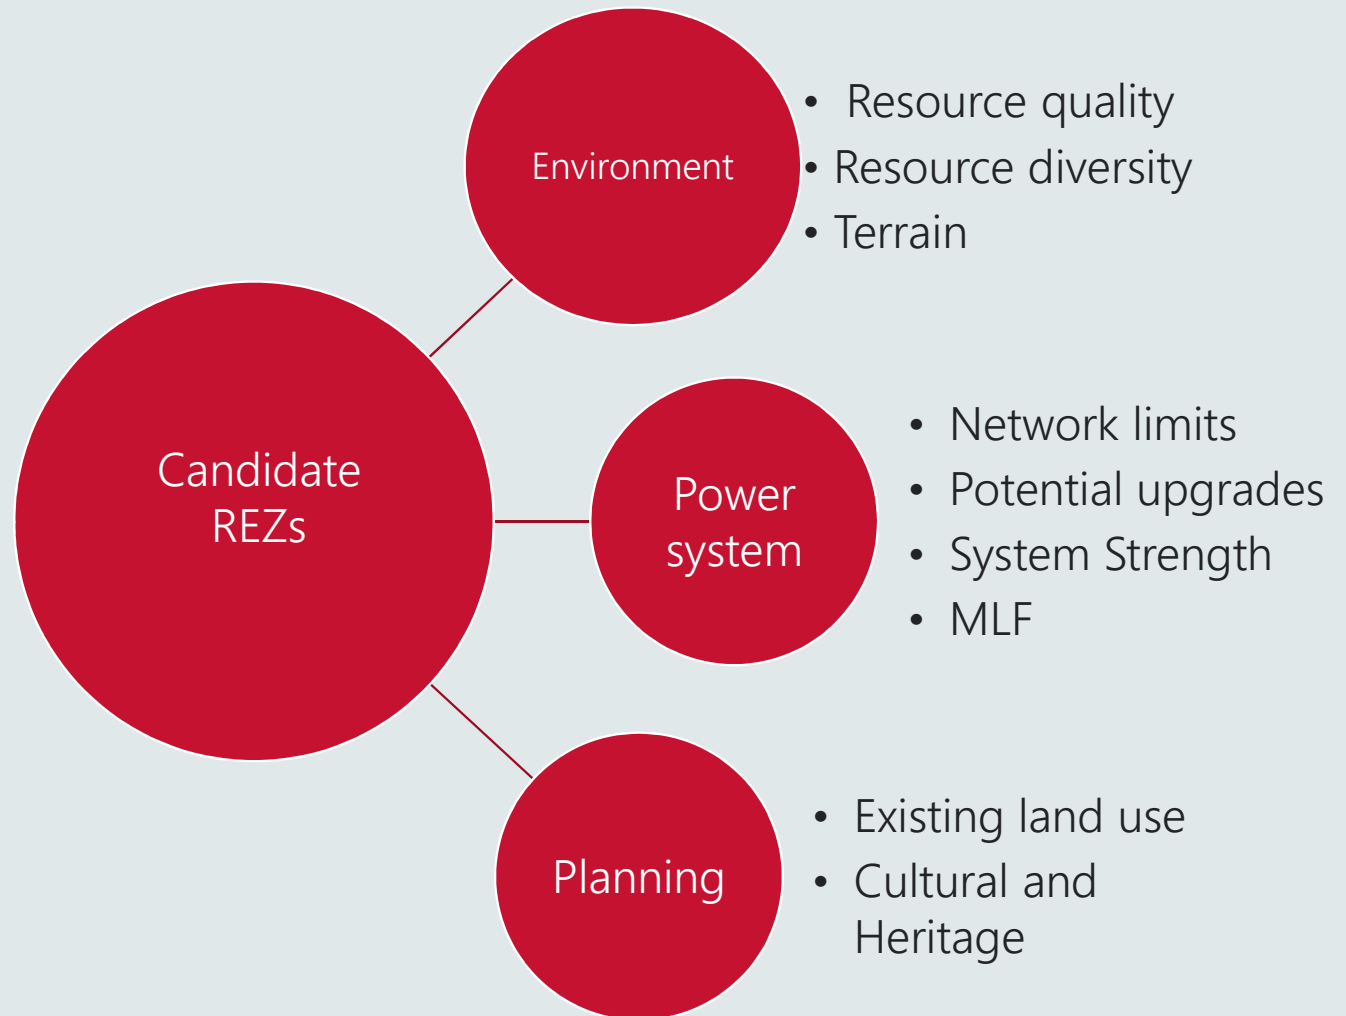 Environment
• Resource quality
• Resource diversity
• Terrain
Candidate
REZs
Power
system
• Network limits
• Potential upgrades
• System Strength
• MLF
Planning
• Existing land use
• Cultural and
Heritage